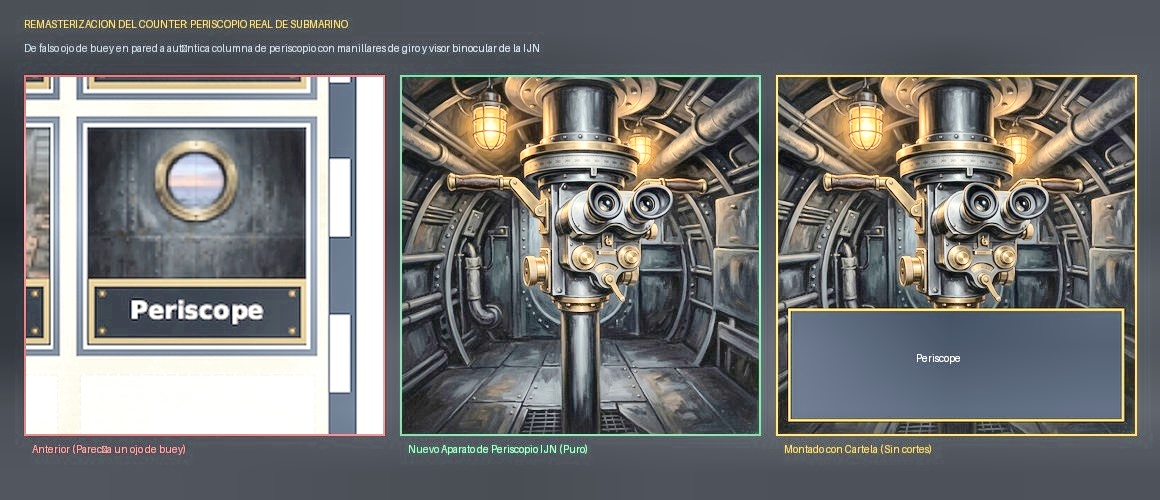 REMASTERIZACION DEL COUNTER: PERISCOPIO REAL DE SUBMARINO
De falso ojo de buey en pared a aut□ntica columna de periscopio con manillares de giro y visor binocular de la IJN
Periscope
Periscope
Anterior (Parec□a un ojo de buey)
Nuevo Aparato de Periscopio IJN (Puro)
Montado con Cartela (Sin cortes)